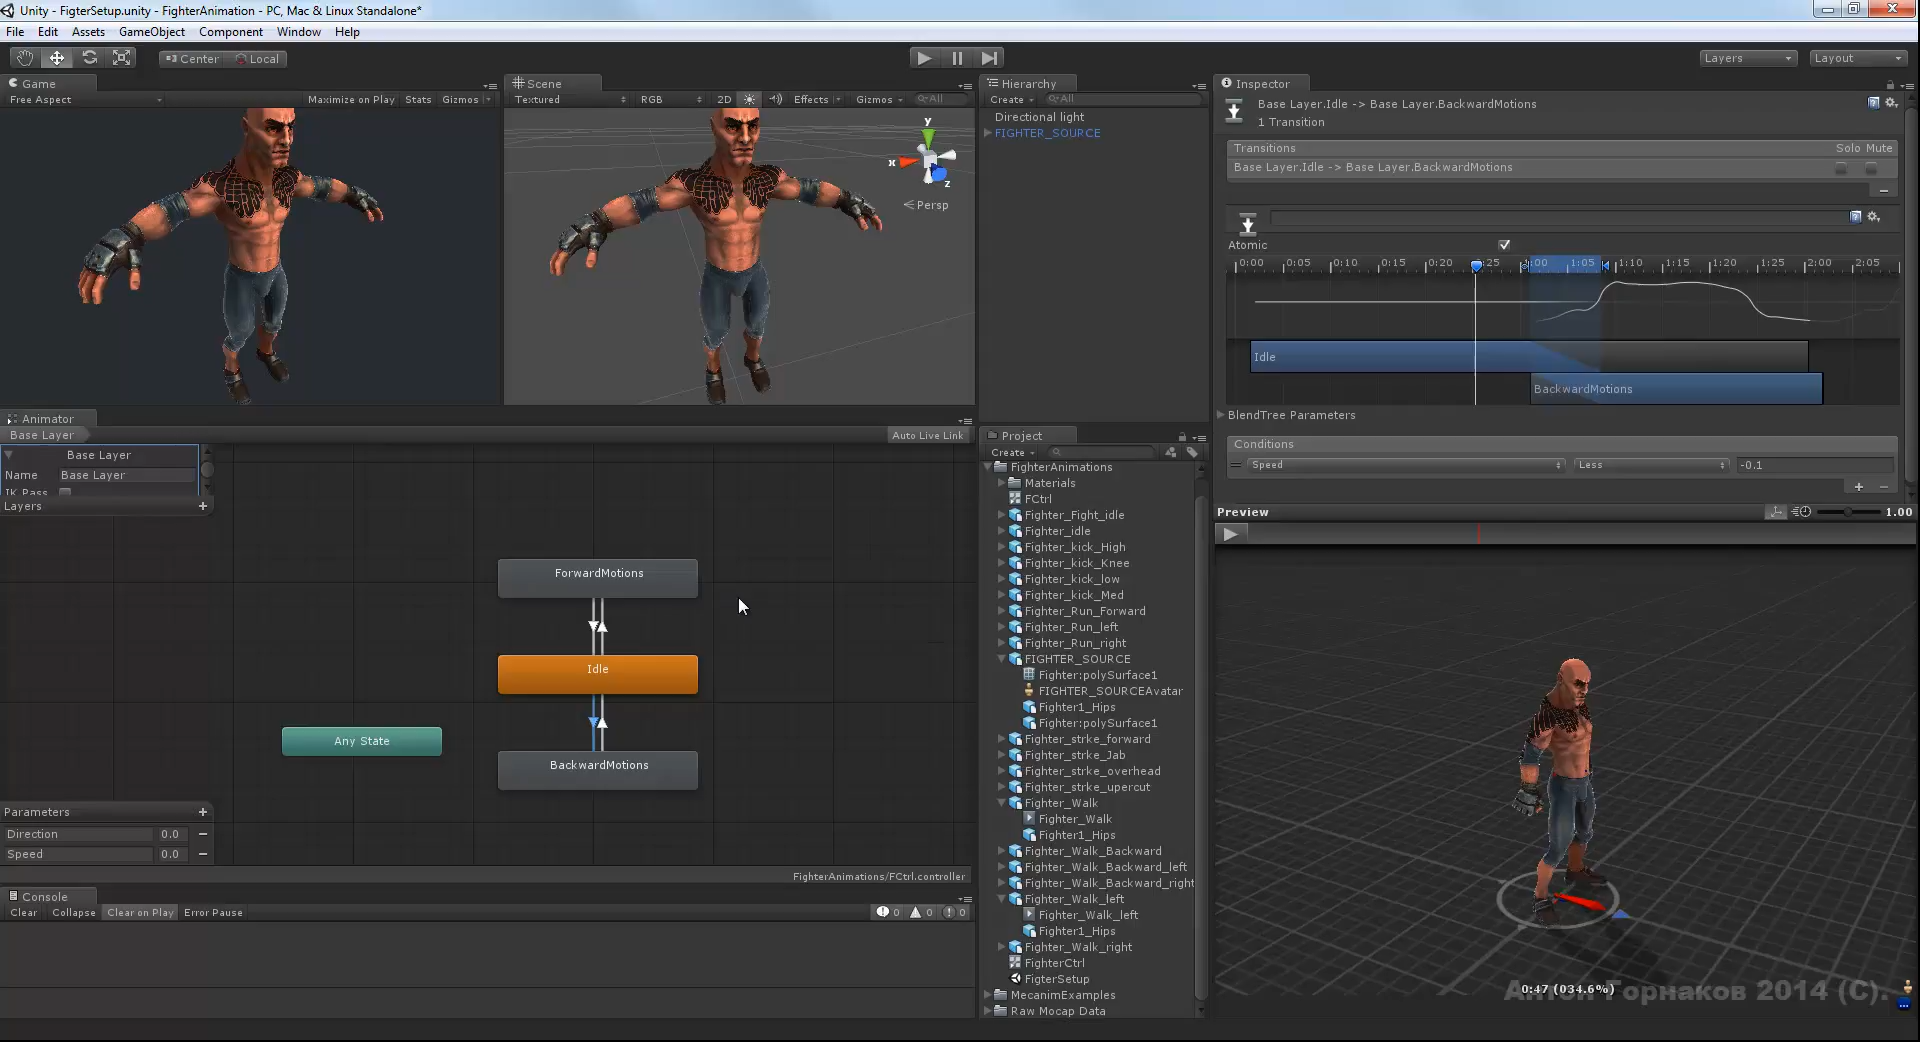 Unity - FigterSetup.unity - FighterAnimation - PC, Mac & Linux Standalone*
File Edit Assets GameObject Component Window Help
Center Local
Layers
Layout
Game
Free Aspect
Maximize on Play Stats Gizmos
Scene
Textured RGB 2D Effects Gizmos All
y
x
z
Persp
Hierarchy
Create All
Directional light
FIGHTER_SOURCE
Animator
Base Layer
Auto Live Link
Base Layer
Name Base Layer
IK Pass
Layers
ForwardMotions
Idle
Any State
BackwardMotions
Parameters
Direction 0.0
Speed 0.0
FighterAnimations/FCtrl.controller
Console
Clear Collapse Clear on Play Error Pause
0 0 0
Project
Create
FighterAnimations
Materials
FCtrl
Fighter_Fight_idle
Fighter_idle
Fighter_kick_High
Fighter_kick_Knee
Fighter_kick_low
Fighter_kick_Med
Fighter_Run_Forward
Fighter_Run_left
Fighter_Run_right
FIGHTER_SOURCE
Fighter:polySurface1
FIGHTER_SOURCEAvatar
Fighter1_Hips
Fighter:polySurface1
Fighter_strke_forward
Fighter_strke_Jab
Fighter_strke_overhead
Fighter_strke_upercut
Fighter_Walk
Fighter_Walk
Fighter1_Hips
Fighter_Walk_Backward
Fighter_Walk_Backward_left
Fighter_Walk_Backward_right
Fighter_Walk_left
Fighter_Walk_left
Fighter1_Hips
Fighter_Walk_right
FighterCtrl
FigterSetup
MecanimExamples
Raw Mocap Data
Inspector
Base Layer.Idle -> Base Layer.BackwardMotions
1 Transition
Transitions Solo Mute
Base Layer.Idle -> Base Layer.BackwardMotions
Atomic
0:00 0:05 0:10 0:15 0:20 :25 :00 1:05 1:10 1:15 1:20 1:25 2:00 2:05
Idle
BackwardMotions
BlendTree Parameters
Conditions
Speed Less -0.1
Preview 1.00
0:47 (034.6%)
Антон Горнаков 2014 (C).